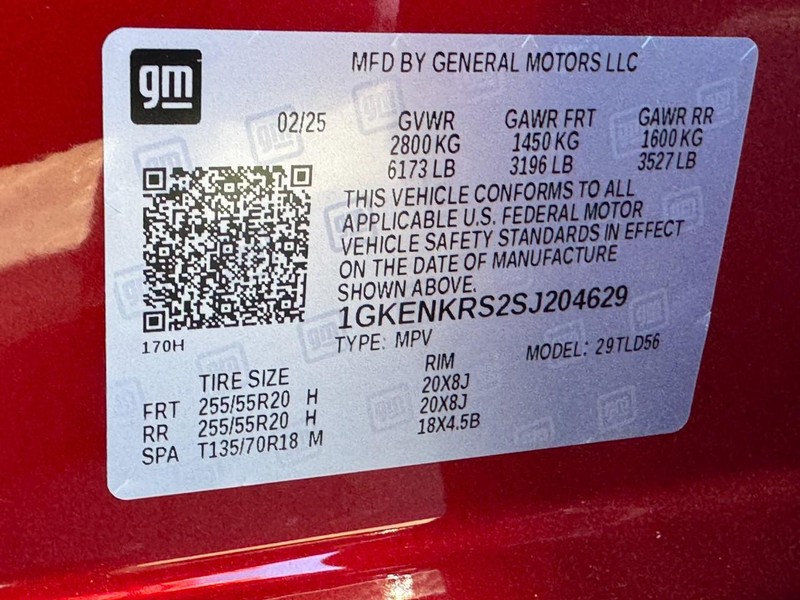 gm
MFD BY GENERAL MOTORS LLC
02/25 GVWR GAWR FRT GAWR RR
2800 KG 1450 KG 1600 KG
6173 LB 3196 LB 3527 LB
THIS VEHICLE CONFORMS TO ALL
APPLICABLE U.S. FEDERAL MOTOR
VEHICLE SAFETY STANDARDS IN EFFECT
ON THE DATE OF MANUFACTURE
SHOWN ABOVE.
1GKENKRS2SJ204629
170H
TYPE: MPV MODEL: 29TLD56
TIRE SIZE RIM
FRT 255/55R20 H 20X8J
RR 255/55R20 H 20X8J
SPA T135/70R18 M 18X4.5B